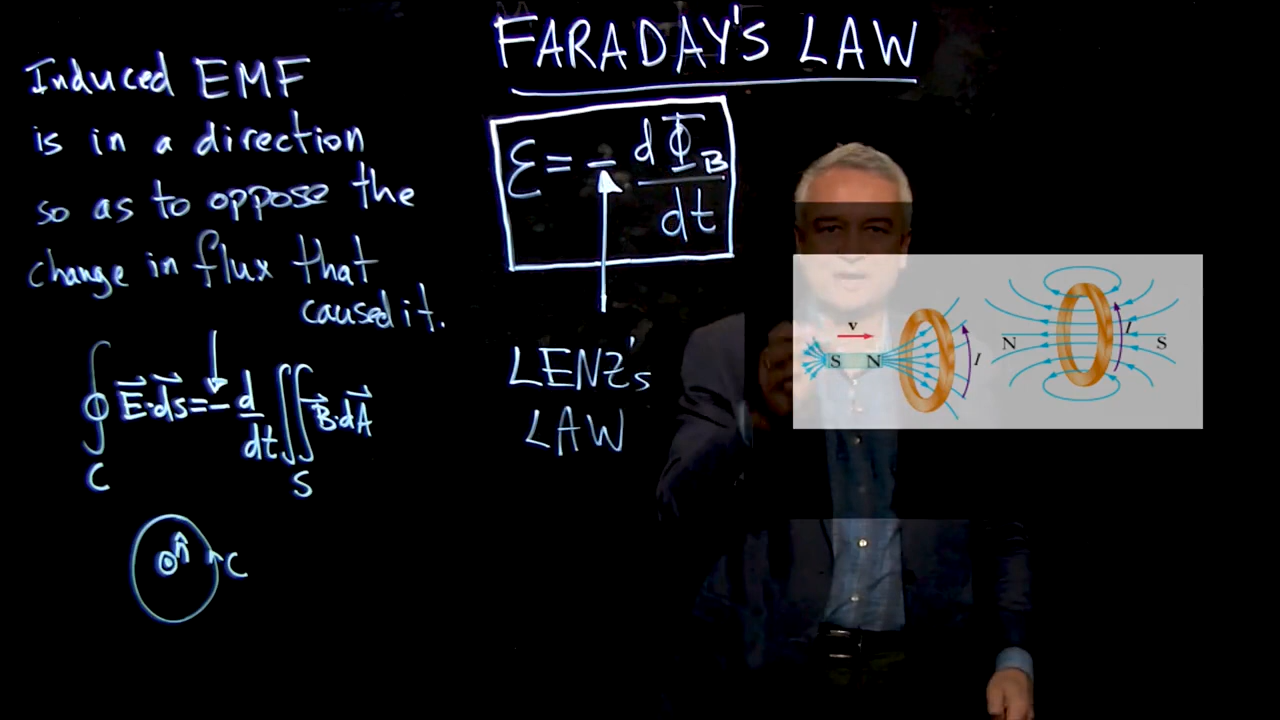 FARADAY'S LAW
Induced EMF
is in a direction
so as to oppose the
change in flux that
caused it.
ℰ = - dΦ_B / dt
LENZ'S
LAW
∮_C E⃗·ds⃗ = - d/dt ∬_S B⃗·dA⃗
n̂
C
v
S N
I
N
I
S